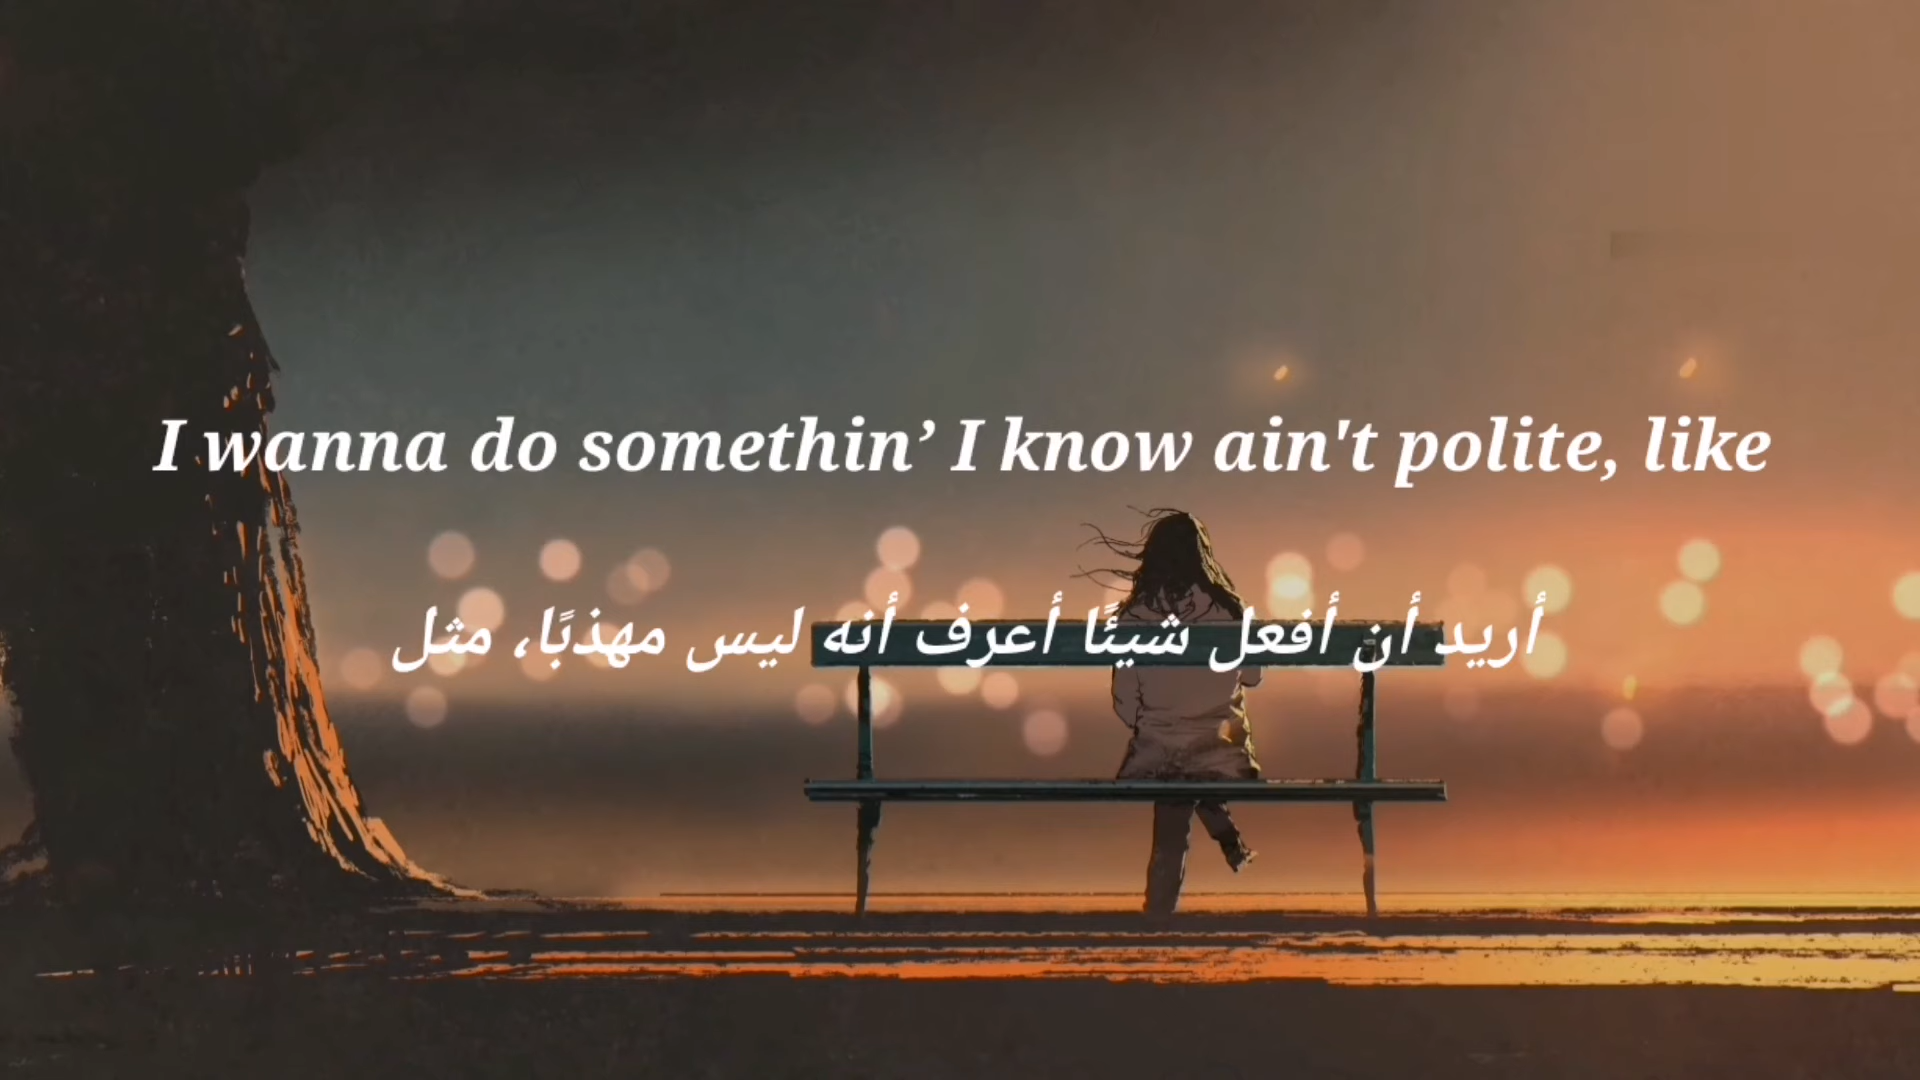 I wanna do somethin’ I know ain't polite, like
أريد أن أفعل شيئًا أعرف أنه ليس مهذبًا، مثل